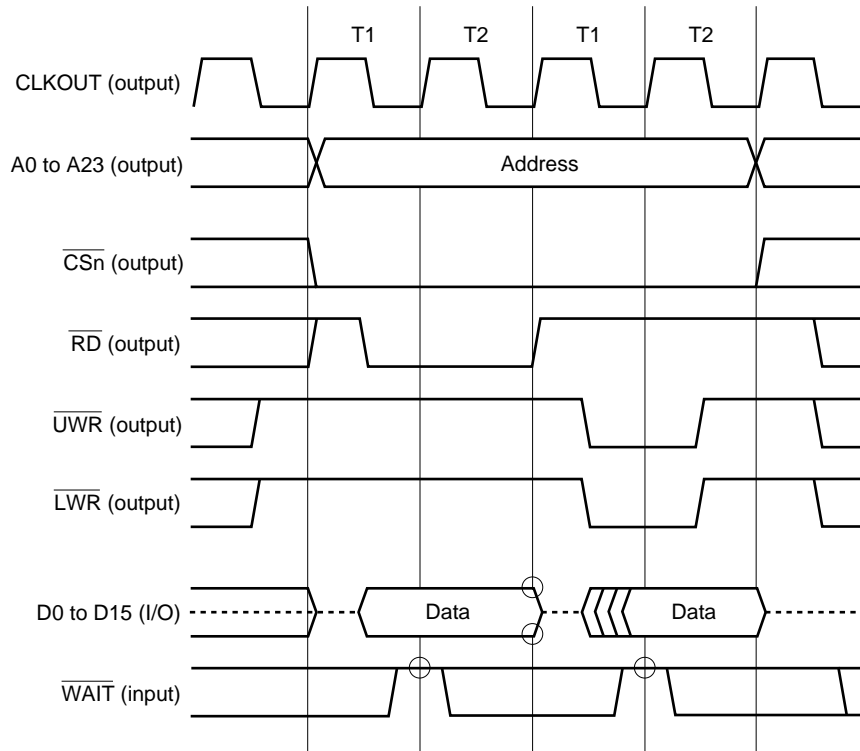 T1 T2 T1 T2
CLKOUT (output)
A0 to A23 (output) Address
CSn (output)
RD (output)
UWR (output)
LWR (output)
D0 to D15 (I/O) Data Data
WAIT (input)